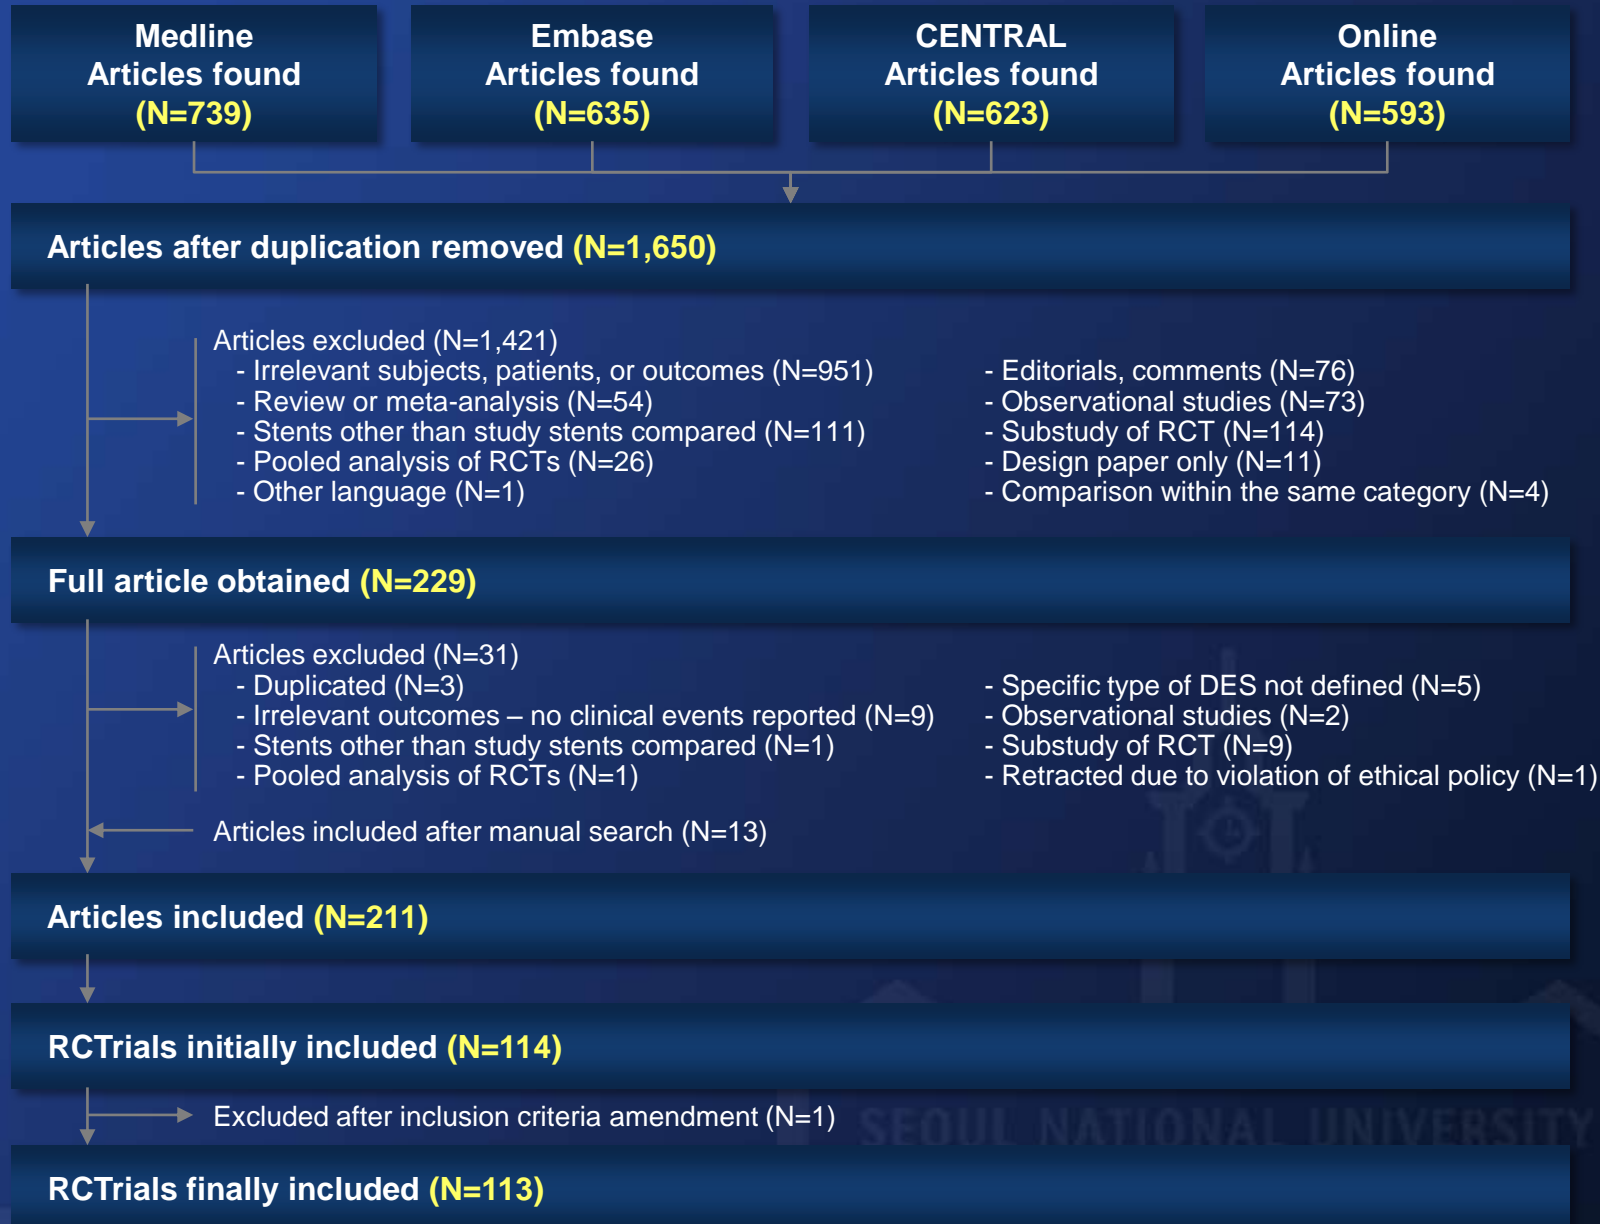 Medline
Articles found
(N=739)
Embase
Articles found
(N=635)
CENTRAL
Articles found
(N=623)
Online
Articles found
(N=593)
Articles after duplication removed (N=1,650)
Articles excluded (N=1,421)
- Irrelevant subjects, patients, or outcomes (N=951)
- Review or meta-analysis (N=54)
- Stents other than study stents compared (N=111)
- Pooled analysis of RCTs (N=26)
- Other language (N=1)
- Editorials, comments (N=76)
- Observational studies (N=73)
- Substudy of RCT (N=114)
- Design paper only (N=11)
- Comparison within the same category (N=4)
Full article obtained (N=229)
Articles excluded (N=31)
- Duplicated (N=3)
- Irrelevant outcomes – no clinical events reported (N=9)
- Stents other than study stents compared (N=1)
- Pooled analysis of RCTs (N=1)
- Specific type of DES not defined (N=5)
- Observational studies (N=2)
- Substudy of RCT (N=9)
- Retracted due to violation of ethical policy (N=1)
Articles included after manual search (N=13)
Articles included (N=211)
RCTrials initially included (N=114)
Excluded after inclusion criteria amendment (N=1)
SEOUL NATIONAL UNIVERSITY
RCTrials finally included (N=113)